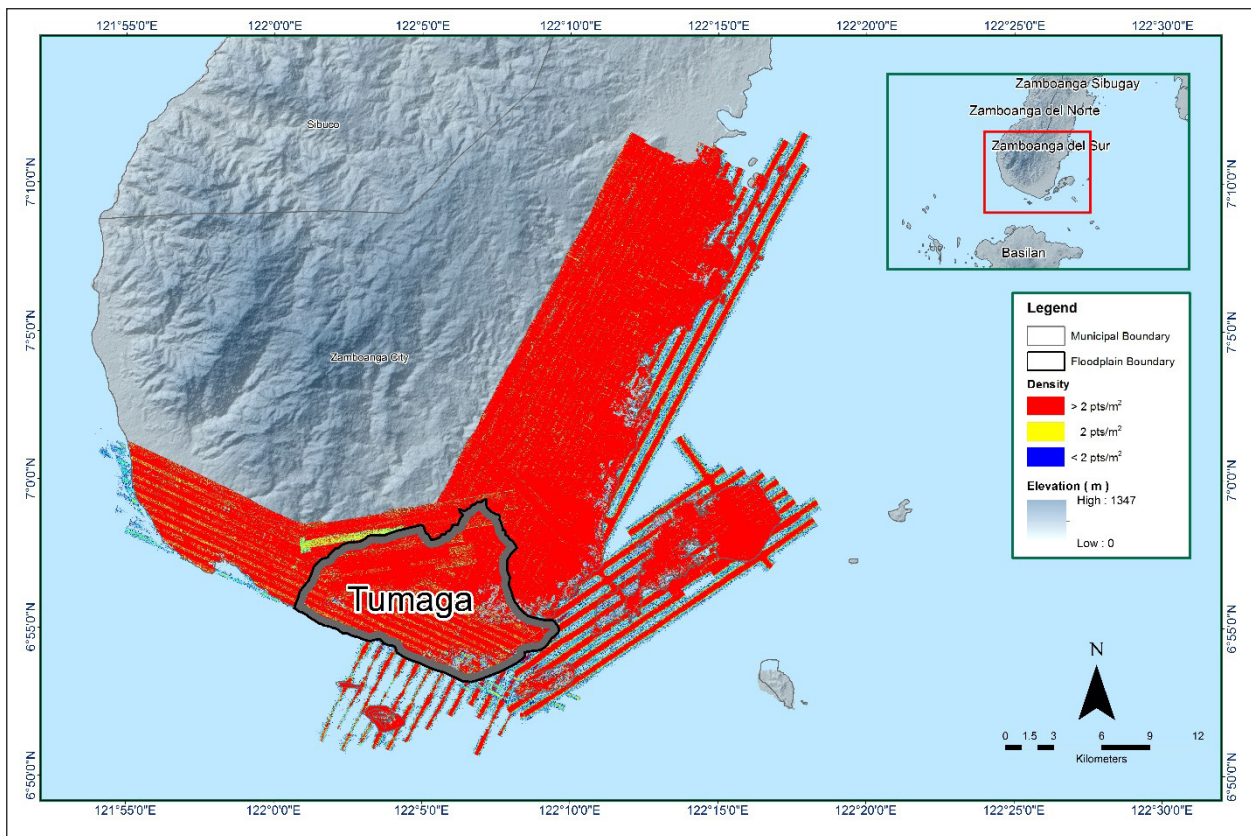 121°55'0"E 122°0'0"E 122°5'0"E 122°10'0"E 122°15'0"E 122°20'0"E 122°25'0"E 122°30'0"E
7°10'0"N
7°5'0"N
7°0'0"N
6°55'0"N
6°50'0"N
Sibuco
Zamboanga City
Tumaga
Zamboanga Sibugay
Zamboanga del Norte
Zamboanga del Sur
Basilan
Legend
Municipal Boundary
Floodplain Boundary
Density
> 2 pts/m²
2 pts/m²
< 2 pts/m²
Elevation ( m )
High : 1347
Low : 0
N
0 1.5 3 6 9 12
Kilometers
7°10'0"N
7°5'0"N
7°0'0"N
6°55'0"N
6°50'0"N
121°55'0"E 122°0'0"E 122°5'0"E 122°10'0"E 122°15'0"E 122°20'0"E 122°25'0"E 122°30'0"E